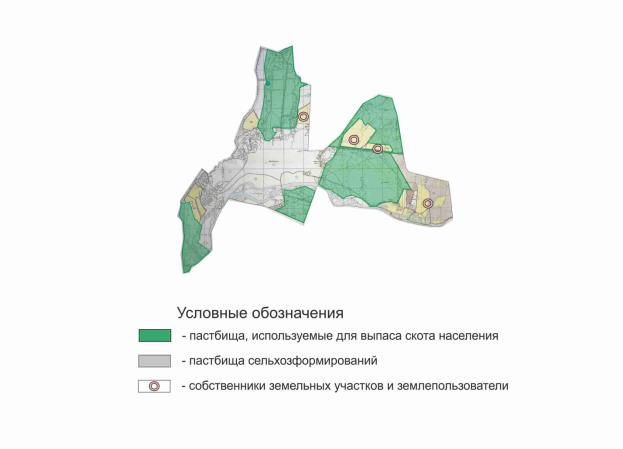 Условные обозначения
- пастбища, используемые для выпаса скота населения
- пастбища сельхозформирований
- собственники земельных участков и землепользователи